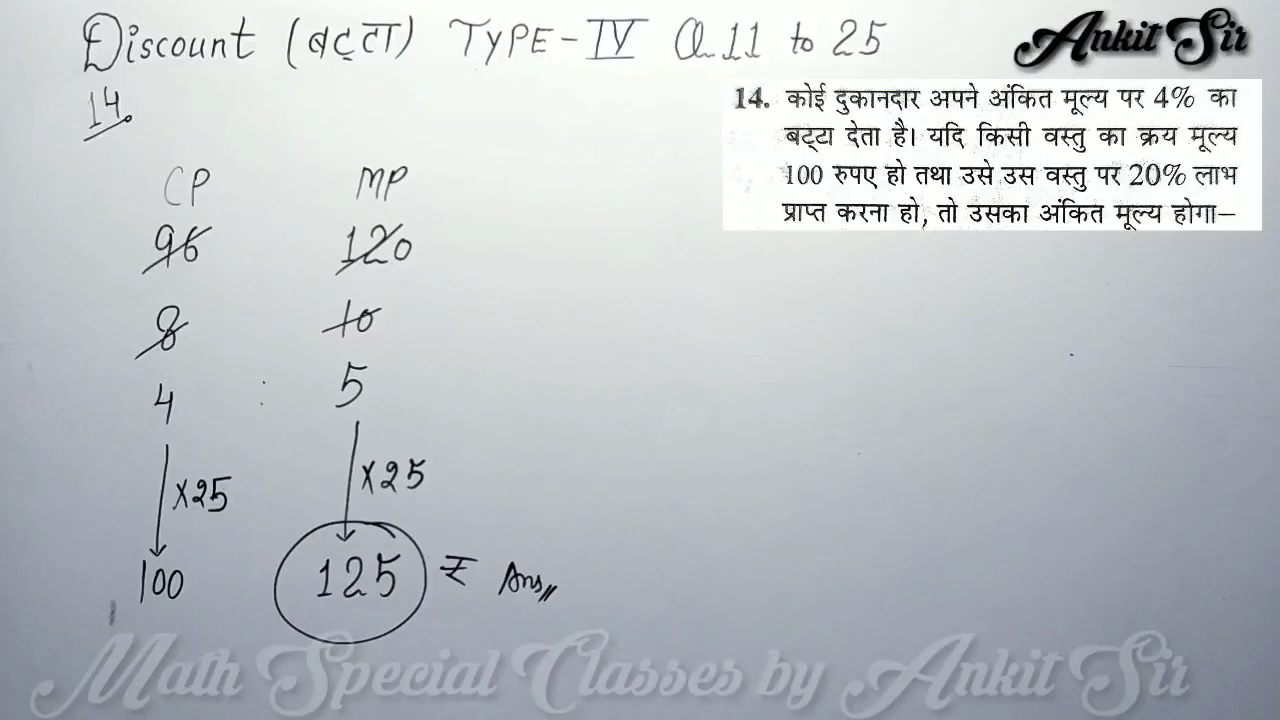 Discount (बट्टा) TYPE-IV Q.11 to 25
Ankit Sir
14.
14. कोई दुकानदार अपने अंकित मूल्य पर 4% का
बट्टा देता है। यदि किसी वस्तु का क्रय मूल्य
100 रुपए हो तथा उसे उस वस्तु पर 20% लाभ
प्राप्त करना हो, तो उसका अंकित मूल्य होगा–
CP MP
96 120
8 10
4 : 5
×25 ×25
100 125 ₹ Ans,,
Math Special Classes by Ankit Sir